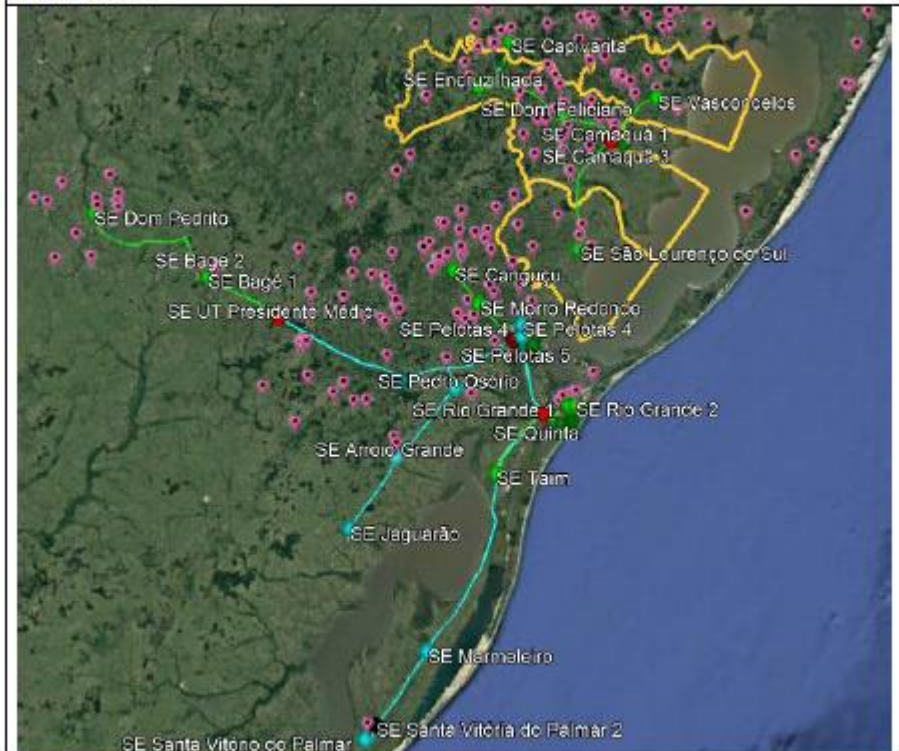 SE Capivarita
SE Encruzilhada
SE Dom Feliciano
SE Vasconcelos
SE Camaquã 1
SE Camaquã 3
SE Dom Pedrito
SE São Lourenço do Sul
SE Bagé 2
SE Bagé 1
SE Canguçu
SE UT Presidente Médici
SE Morro Redondo
SE Pelotas 4
SE Pelotas 4
SE Pelotas 5
SE Pedro Osório
SE Rio Grande 1
SE Rio Grande 2
SE Quinta
SE Arroio Grande
SE Taim
SE Jaguarão
SE Marmeleiro
SE Santa Vitória do Palmar 2
SE Santa Vitório do Palmar